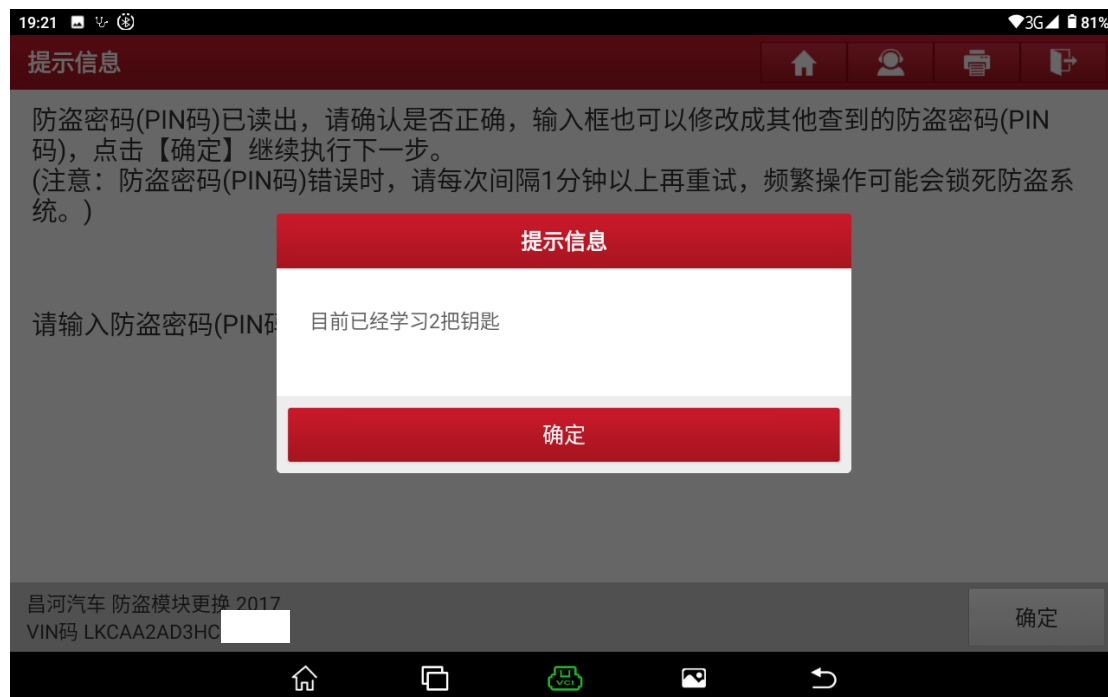 19:21
3G 81%
提示信息
防盗密码(PIN码)已读出，请确认是否正确，输入框也可以修改成其他查到的防盗密码(PIN
码)，点击【确定】继续执行下一步。
(注意：防盗密码(PIN码)错误时，请每次间隔1分钟以上再重试，频繁操作可能会锁死防盗系
统。)
提示信息
请输入防盗密码(PIN码
目前已经学习2把钥匙
确定
昌河汽车 防盗模块更换 2017
VIN码 LKCAA2AD3HC
确定
VCI